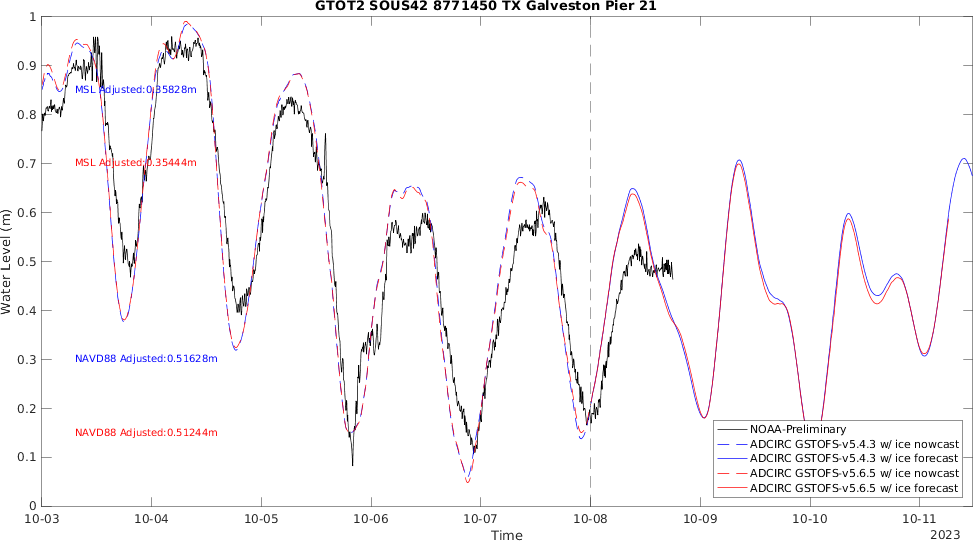 GTOT2 SOUS42 8771450 TX Galveston Pier 21
1
0.9
0.8
0.7
0.6
0.5
0.4
0.3
0.2
0.1
0
Water Level (m)
MSL Adjusted:0.35828m
MSL Adjusted:0.35444m
NAVD88 Adjusted:0.51628m
NAVD88 Adjusted:0.51244m
NOAA-Preliminary
ADCIRC GSTOFS-v5.4.3 w/ ice nowcast
ADCIRC GSTOFS-v5.4.3 w/ ice forecast
ADCIRC GSTOFS-v5.6.5 w/ ice nowcast
ADCIRC GSTOFS-v5.6.5 w/ ice forecast
10-03 10-04 10-05 10-06 10-07 10-08 10-09 10-10 10-11
Time
2023